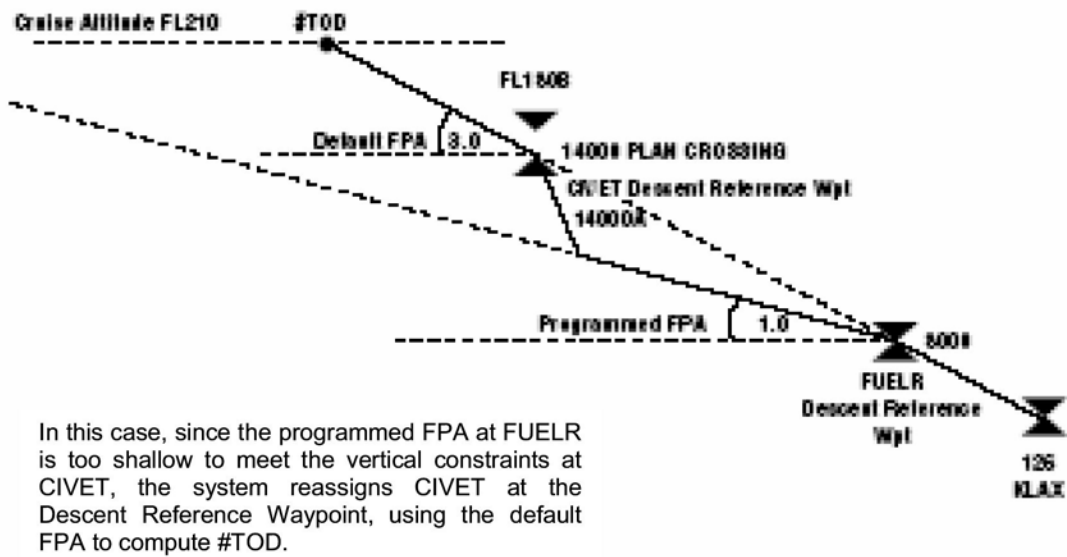 Cruise Altitude FL210
#TOD
FL180B
Default FPA
3.0
14000 PLAN CROSSING
CIVET Descent Reference Wpt
14000A
Programmed FPA
1.0
8000
FUELR
Descent Reference
Wpt
126
KLAX
In this case, since the programmed FPA at FUELR
is too shallow to meet the vertical constraints at
CIVET, the system reassigns CIVET at the
Descent Reference Waypoint, using the default
FPA to compute #TOD.